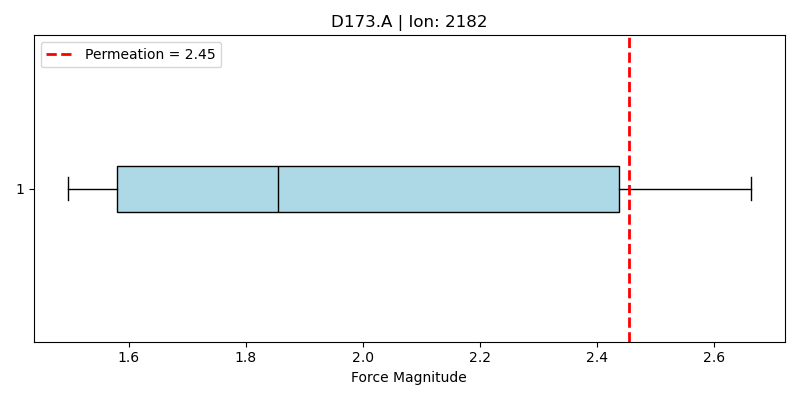 D173.A | Ion: 2182
Permeation = 2.45
1
1.6 1.8 2.0 2.2 2.4 2.6
Force Magnitude